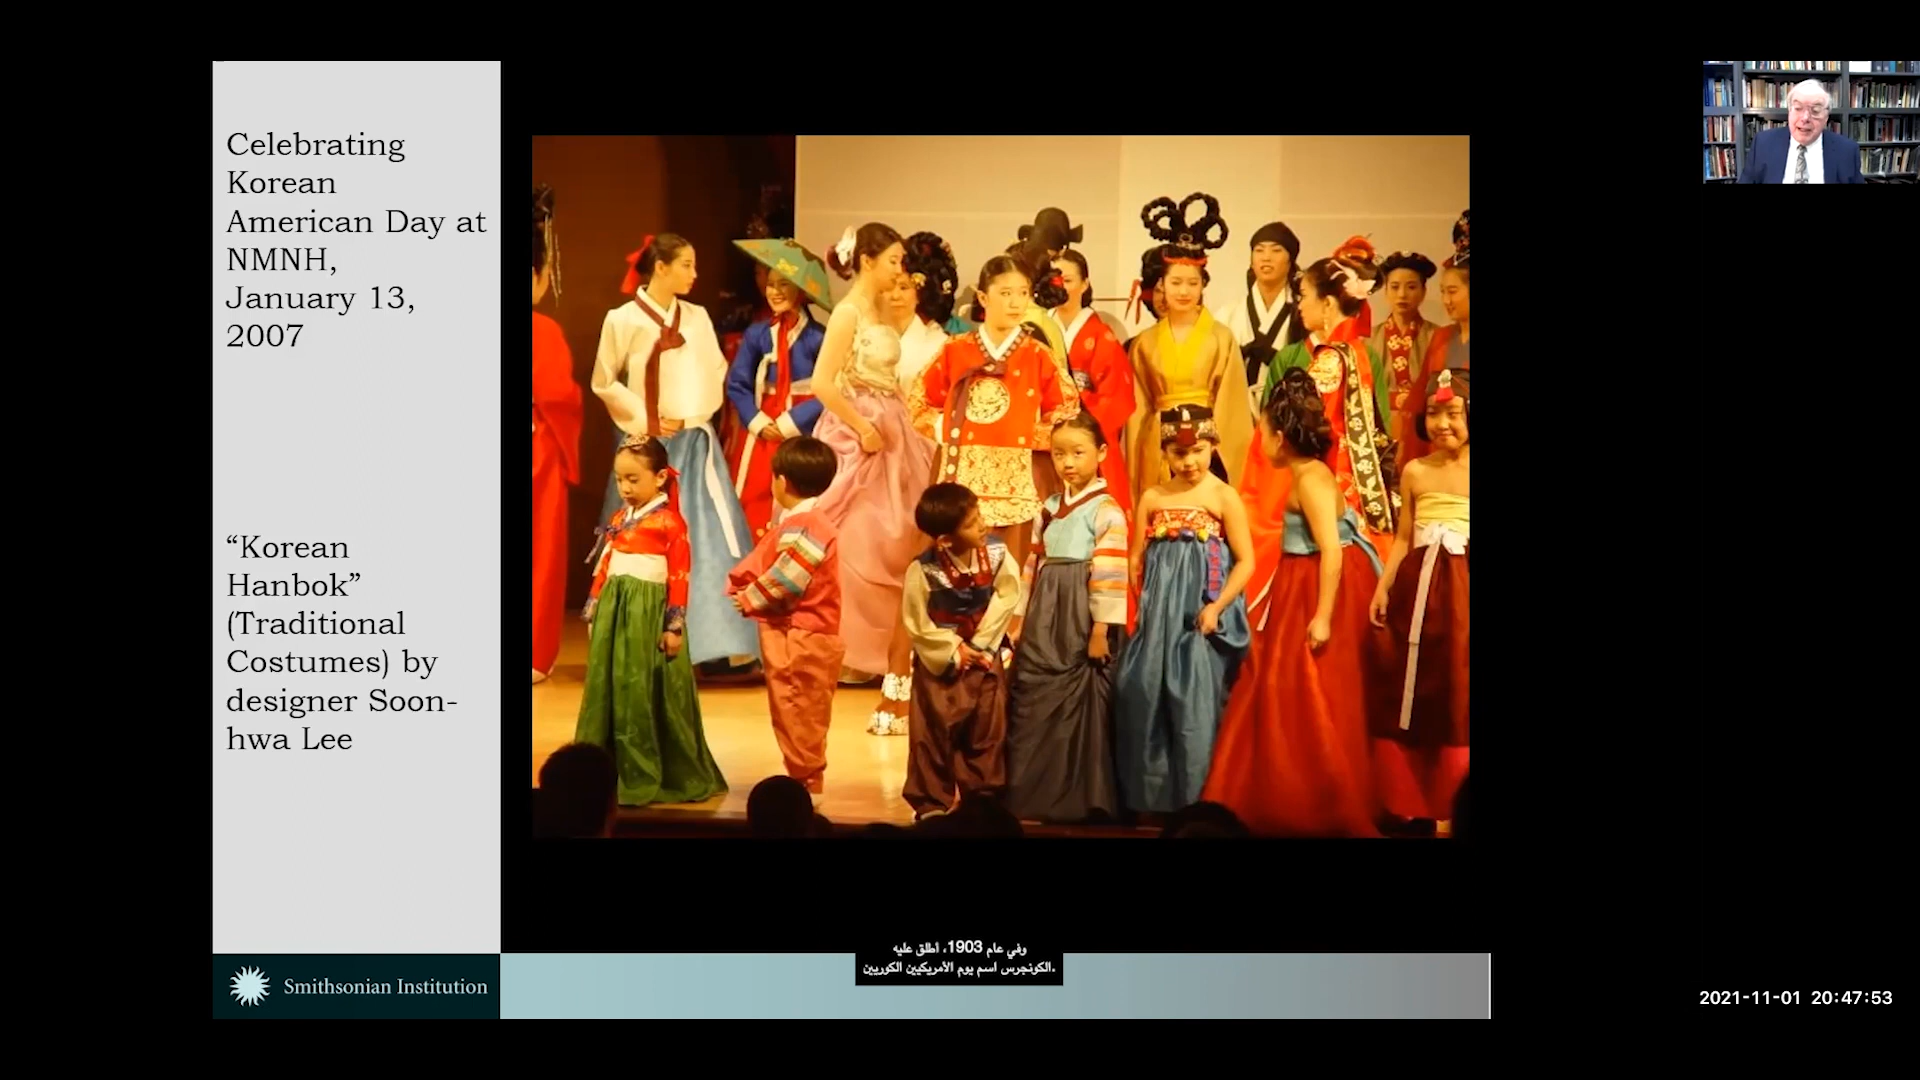 Celebrating
Korean
American Day at
NMNH,
January 13,
2007
“Korean
Hanbok”
(Traditional
Costumes) by
designer Soon-
hwa Lee
Smithsonian Institution
وفي عام 1903، أطلق عليه
الكونجرس اسم يوم الأمريكيين الكوريين.
2021-11-01 20:47:53